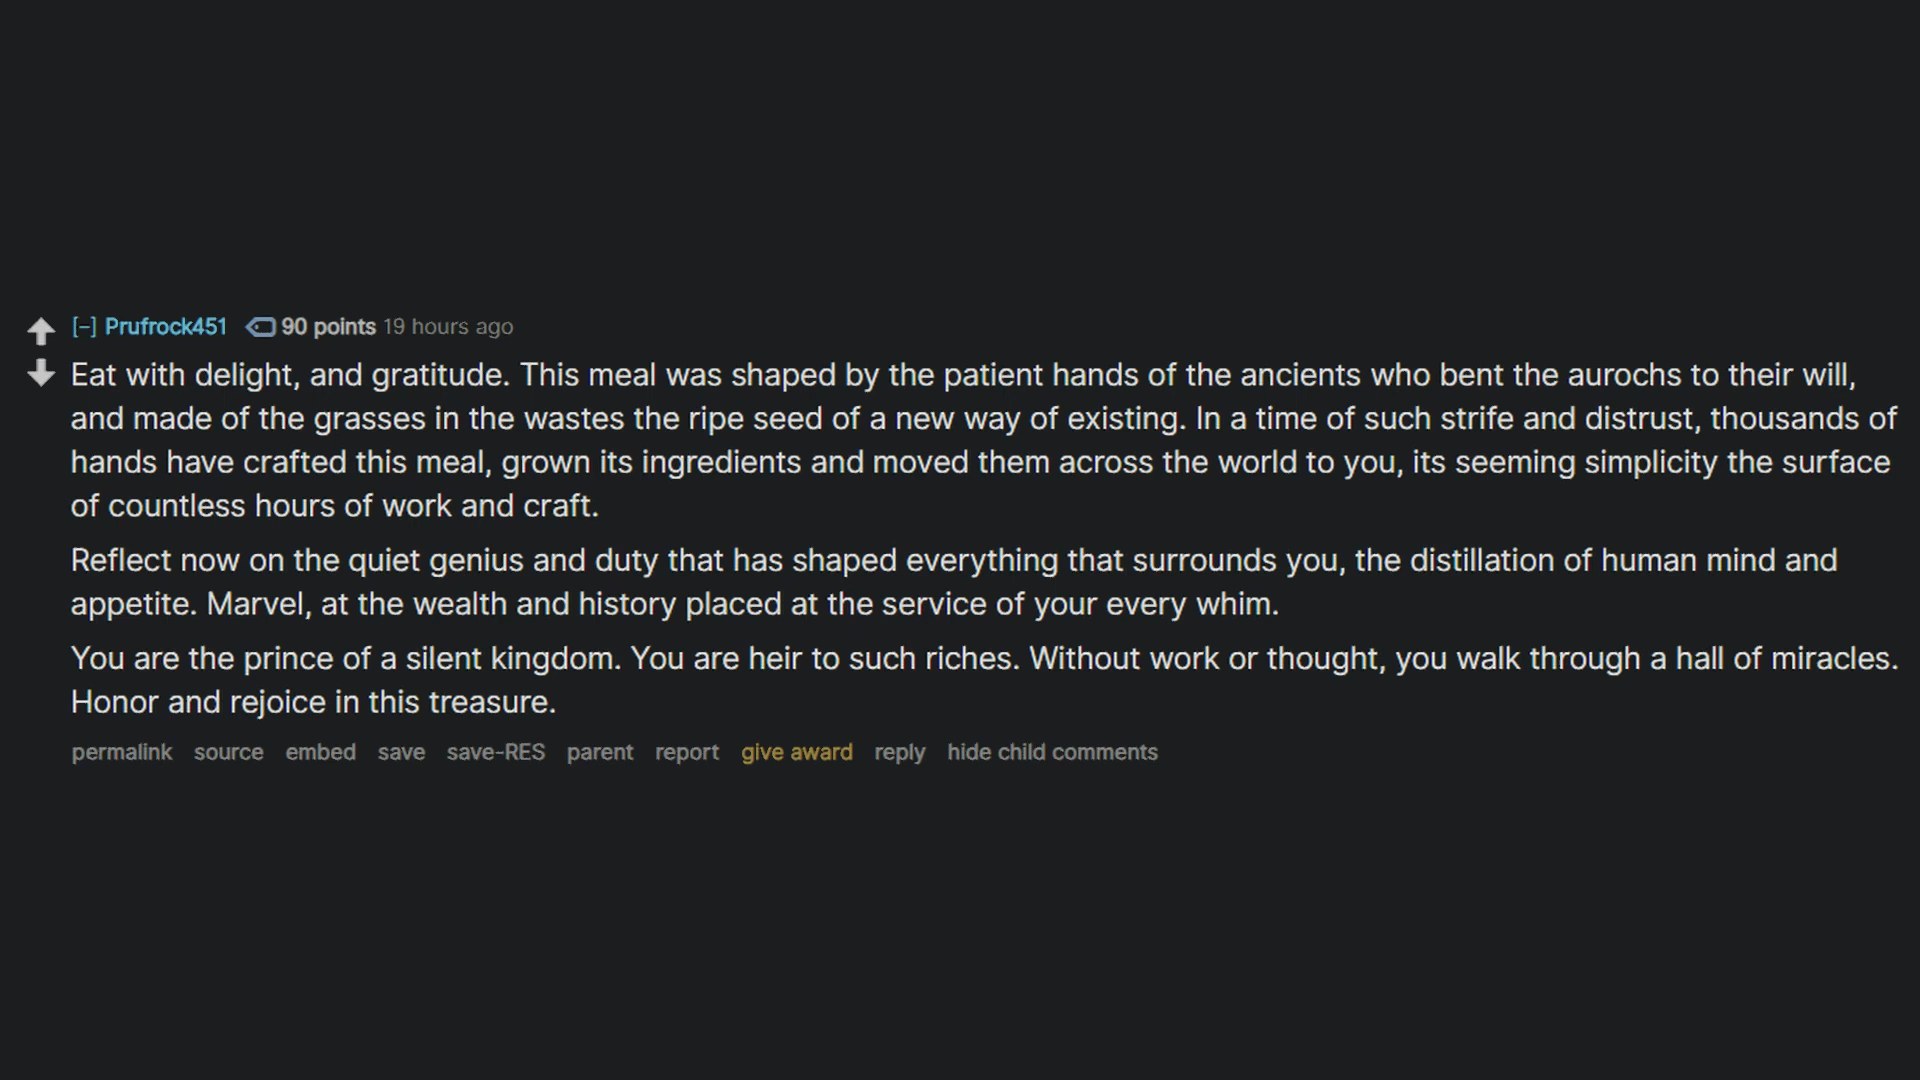 [–] Prufrock451 90 points 19 hours ago
Eat with delight, and gratitude. This meal was shaped by the patient hands of the ancients who bent the aurochs to their will,
and made of the grasses in the wastes the ripe seed of a new way of existing. In a time of such strife and distrust, thousands of
hands have crafted this meal, grown its ingredients and moved them across the world to you, its seeming simplicity the surface
of countless hours of work and craft.
Reflect now on the quiet genius and duty that has shaped everything that surrounds you, the distillation of human mind and
appetite. Marvel, at the wealth and history placed at the service of your every whim.
You are the prince of a silent kingdom. You are heir to such riches. Without work or thought, you walk through a hall of miracles.
Honor and rejoice in this treasure.
permalink source embed save save-RES parent report give award reply hide child comments